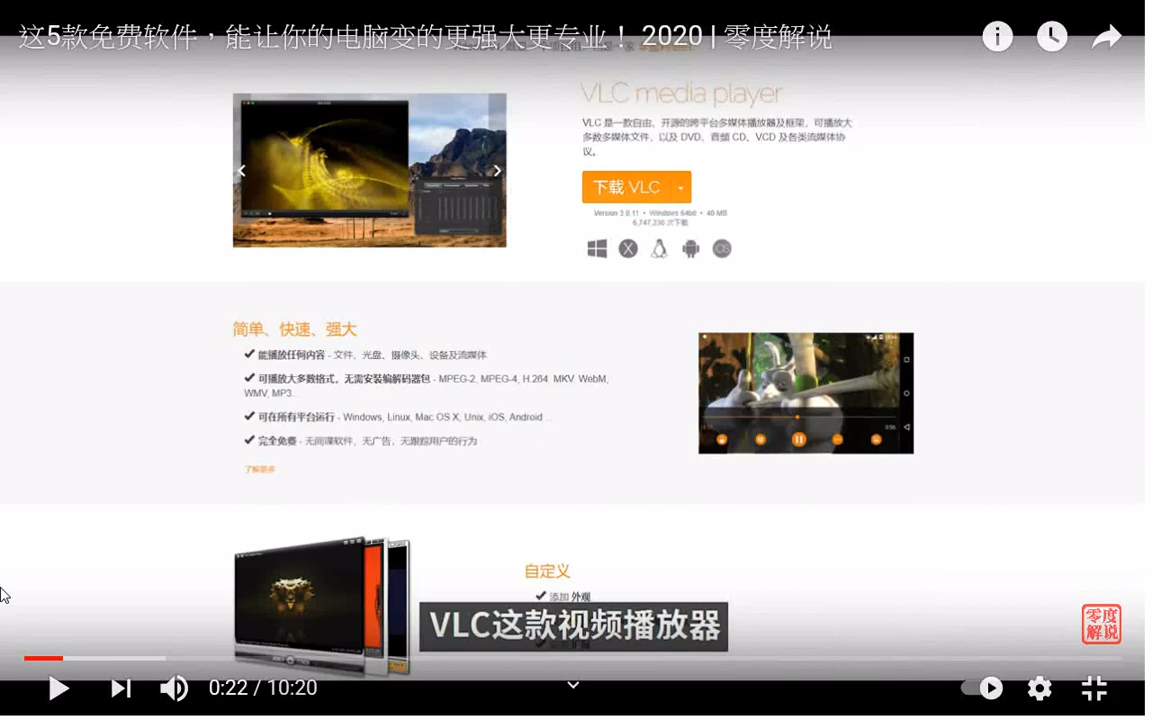 这5款免费软件，能让你的电脑变的更强大更专业！ 2020 | 零度解说
VLC media player
VLC 是一款自由、开源的跨平台多媒体播放器及框架，可播放大
多数多媒体文件，以及 DVD、音频 CD、VCD 及各类流媒体协
议。
下载 VLC
Version 3.0.11 • Windows 64bit • 40 MB
6,747,236 次下载
简单、快速、强大
能播放任何内容 - 文件、光盘、摄像头、设备及流媒体
可播放大多数格式，无需安装编解码器包 - MPEG-2, MPEG-4, H.264, MKV, WebM,
WMV, MP3...
可在所有平台运行 - Windows, Linux, Mac OS X, Unix, iOS, Android ...
完全免费 - 无间谍软件、无广告、无跟踪用户的行为
了解更多
自定义
添加 外观
VLC这款视频播放器
零度
解说
0:22 / 10:20